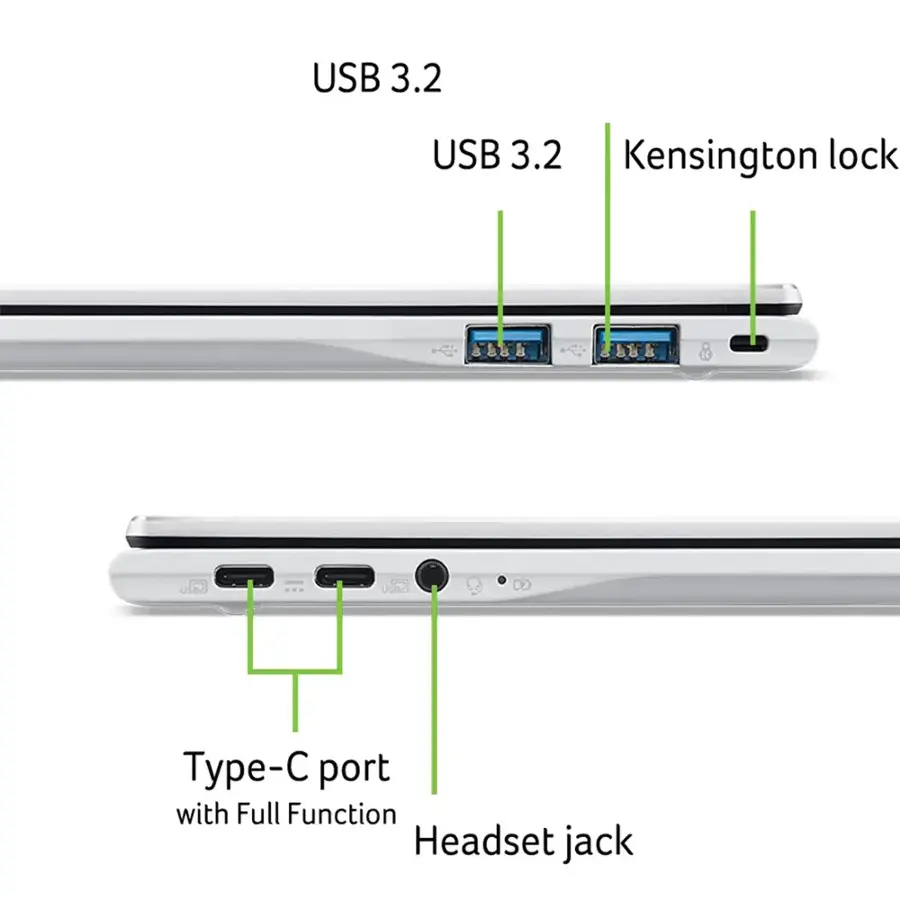 USB 3.2
USB 3.2
Kensington lock
Type-C port
with Full Function
Headset jack